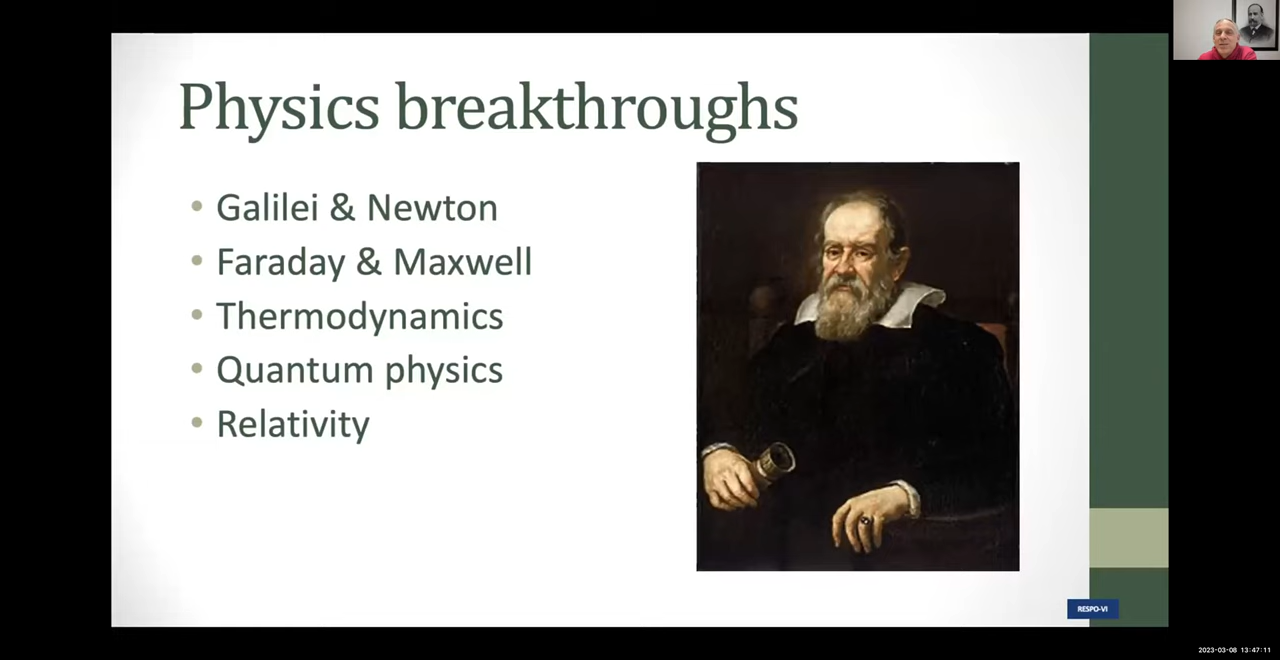 Physics breakthroughs
• Galilei & Newton
• Faraday & Maxwell
• Thermodynamics
• Quantum physics
• Relativity
RESPO-VI
2023-03-08 13:47:11